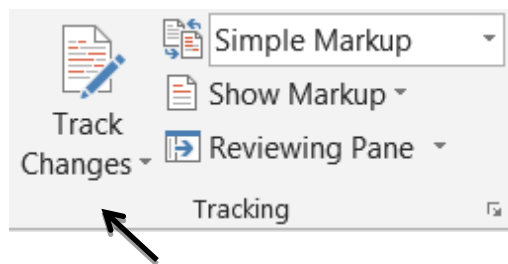 Simple Markup
Show Markup
Reviewing Pane
Track
Changes
Tracking